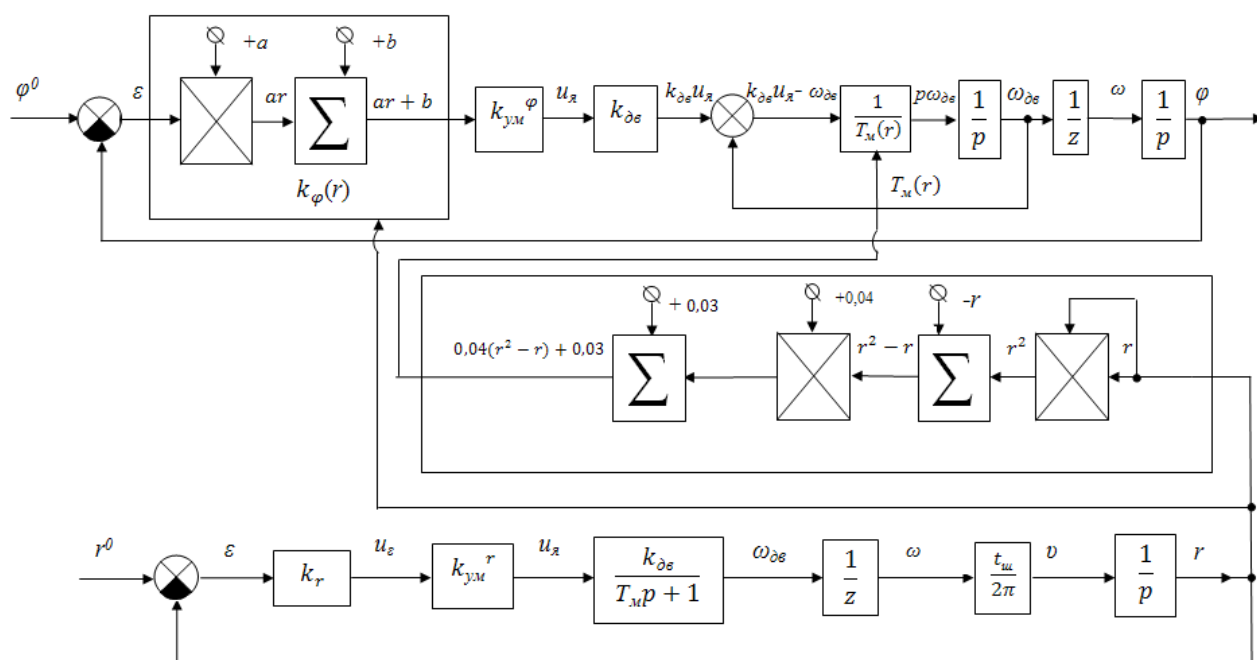 +a
+b
φ⁰
ε
ar
∑
ar + b
k_ум^φ
u_я
k_дв
k_дв u_я
k_дв u_я − ω_дв
1/T_м(r)
pω_дв
1/p
ω_дв
1/z
ω
1/p
φ
k_φ(r)
T_м(r)
+ 0,03
+0,04
-r
0,04(r² − r) + 0,03
∑
r² − r
∑
r²
r
r⁰
ε
k_r
u_ε
k_ум^r
u_я
k_дв/(T_м p + 1)
ω_дв
1/z
ω
t_ш/2π
υ
1/p
r